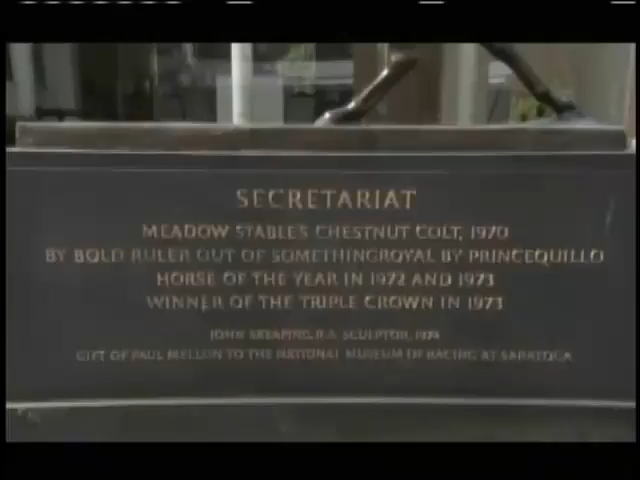 SECRETARIAT
MEADOW STABLES CHESTNUT COLT, 1970
BY BOLD RULER OUT OF SOMETHINGROYAL BY PRINCEQUILLO
HORSE OF THE YEAR IN 1972 AND 1973
WINNER OF THE TRIPLE CROWN IN 1973
JOHN SKEAPING, R.A. SCULPTOR, 1974
GIFT OF PAUL MELLON TO THE NATIONAL MUSEUM OF RACING AT SARATOGA